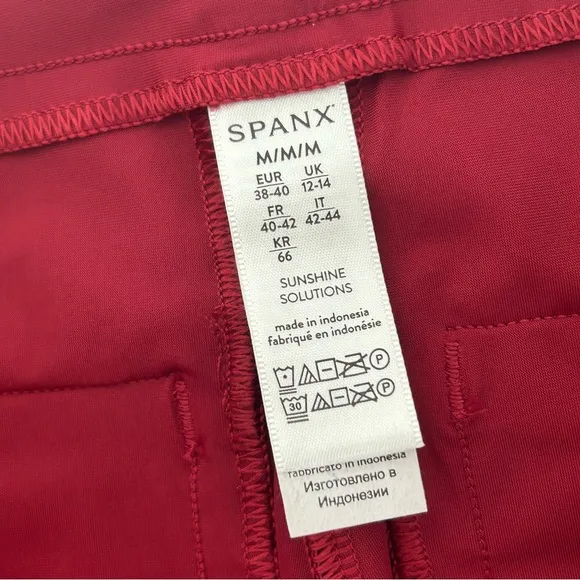 SPANX
M/M/M
EUR UK
38-40 12-14
FR IT
40-42 42-44
KR
66
SUNSHINE
SOLUTIONS
made in indonesia
fabriqué en indonésie
P
30 P
fabbricato in indonesia
Изготовлено в
Индонезии